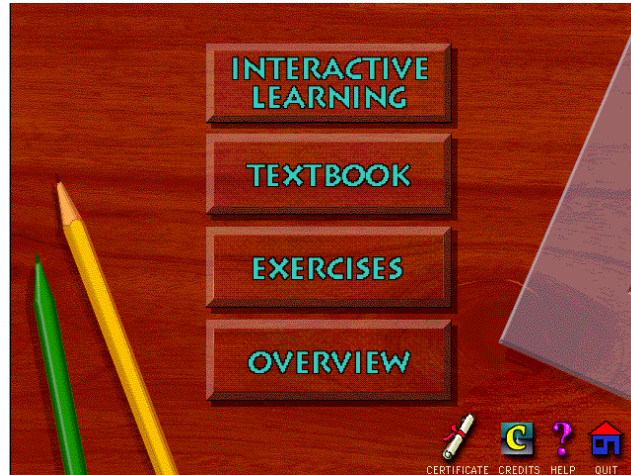 INTERACTIVE
LEARNING
TEXTBOOK
EXERCISES
OVERVIEW
C
CERTIFICATE CREDITS HELP QUIT